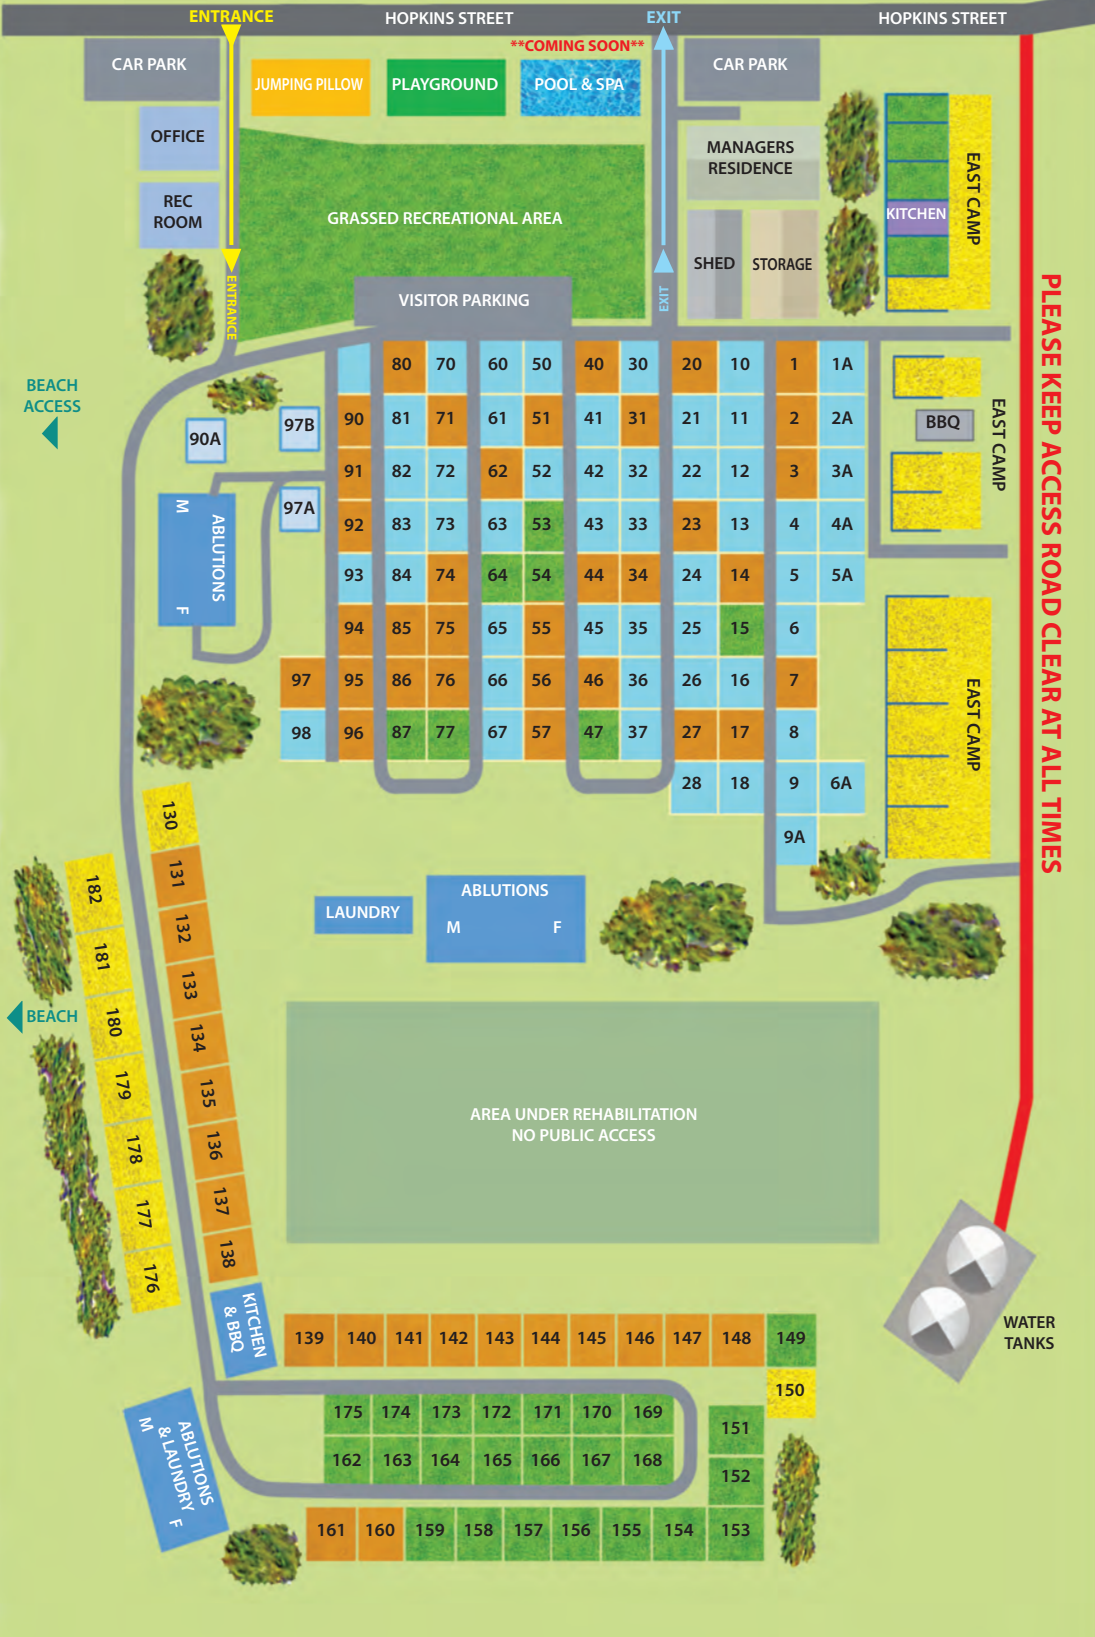 ENTRANCE
HOPKINS STREET
EXIT
HOPKINS STREET
**COMING SOON**
CAR PARK
JUMPING PILLOW
PLAYGROUND
POOL & SPA
CAR PARK
OFFICE
MANAGERS
RESIDENCE
REC
ROOM
GRASSED RECREATIONAL AREA
KITCHEN
EAST CAMP
SHED
STORAGE
ENTRANCE
VISITOR PARKING
EXIT
PLEASE KEEP ACCESS ROAD CLEAR AT ALL TIMES
BEACH
ACCESS
80 70 60 50 40 30 20 10 1 1A
90A
97B
90 81 71 61 51 41 31 21 11 2 2A
BBQ
EAST CAMP
91 82 72 62 52 42 32 22 12 3 3A
97A
92 83 73 63 53 43 33 23 13 4 4A
M
ABLUTIONS
F
93 84 74 64 54 44 34 24 14 5 5A
94 85 75 65 55 45 35 25 15 6
97 95 86 76 66 56 46 36 26 16 7
EAST CAMP
98 96 87 77 67 57 47 37 27 17 8
28 18 9 6A
9A
130
131
132
133
134
135
136
137
138
182
181
180
179
178
177
176
BEACH
LAUNDRY
ABLUTIONS
M F
AREA UNDER REHABILITATION
NO PUBLIC ACCESS
WATER
TANKS
KITCHEN
& BBQ
139 140 141 142 143 144 145 146 147 148 149
150
175 174 173 172 171 170 169
151
162 163 164 165 166 167 168
152
ABLUTIONS
& LAUNDRY
M F
161 160 159 158 157 156 155 154 153